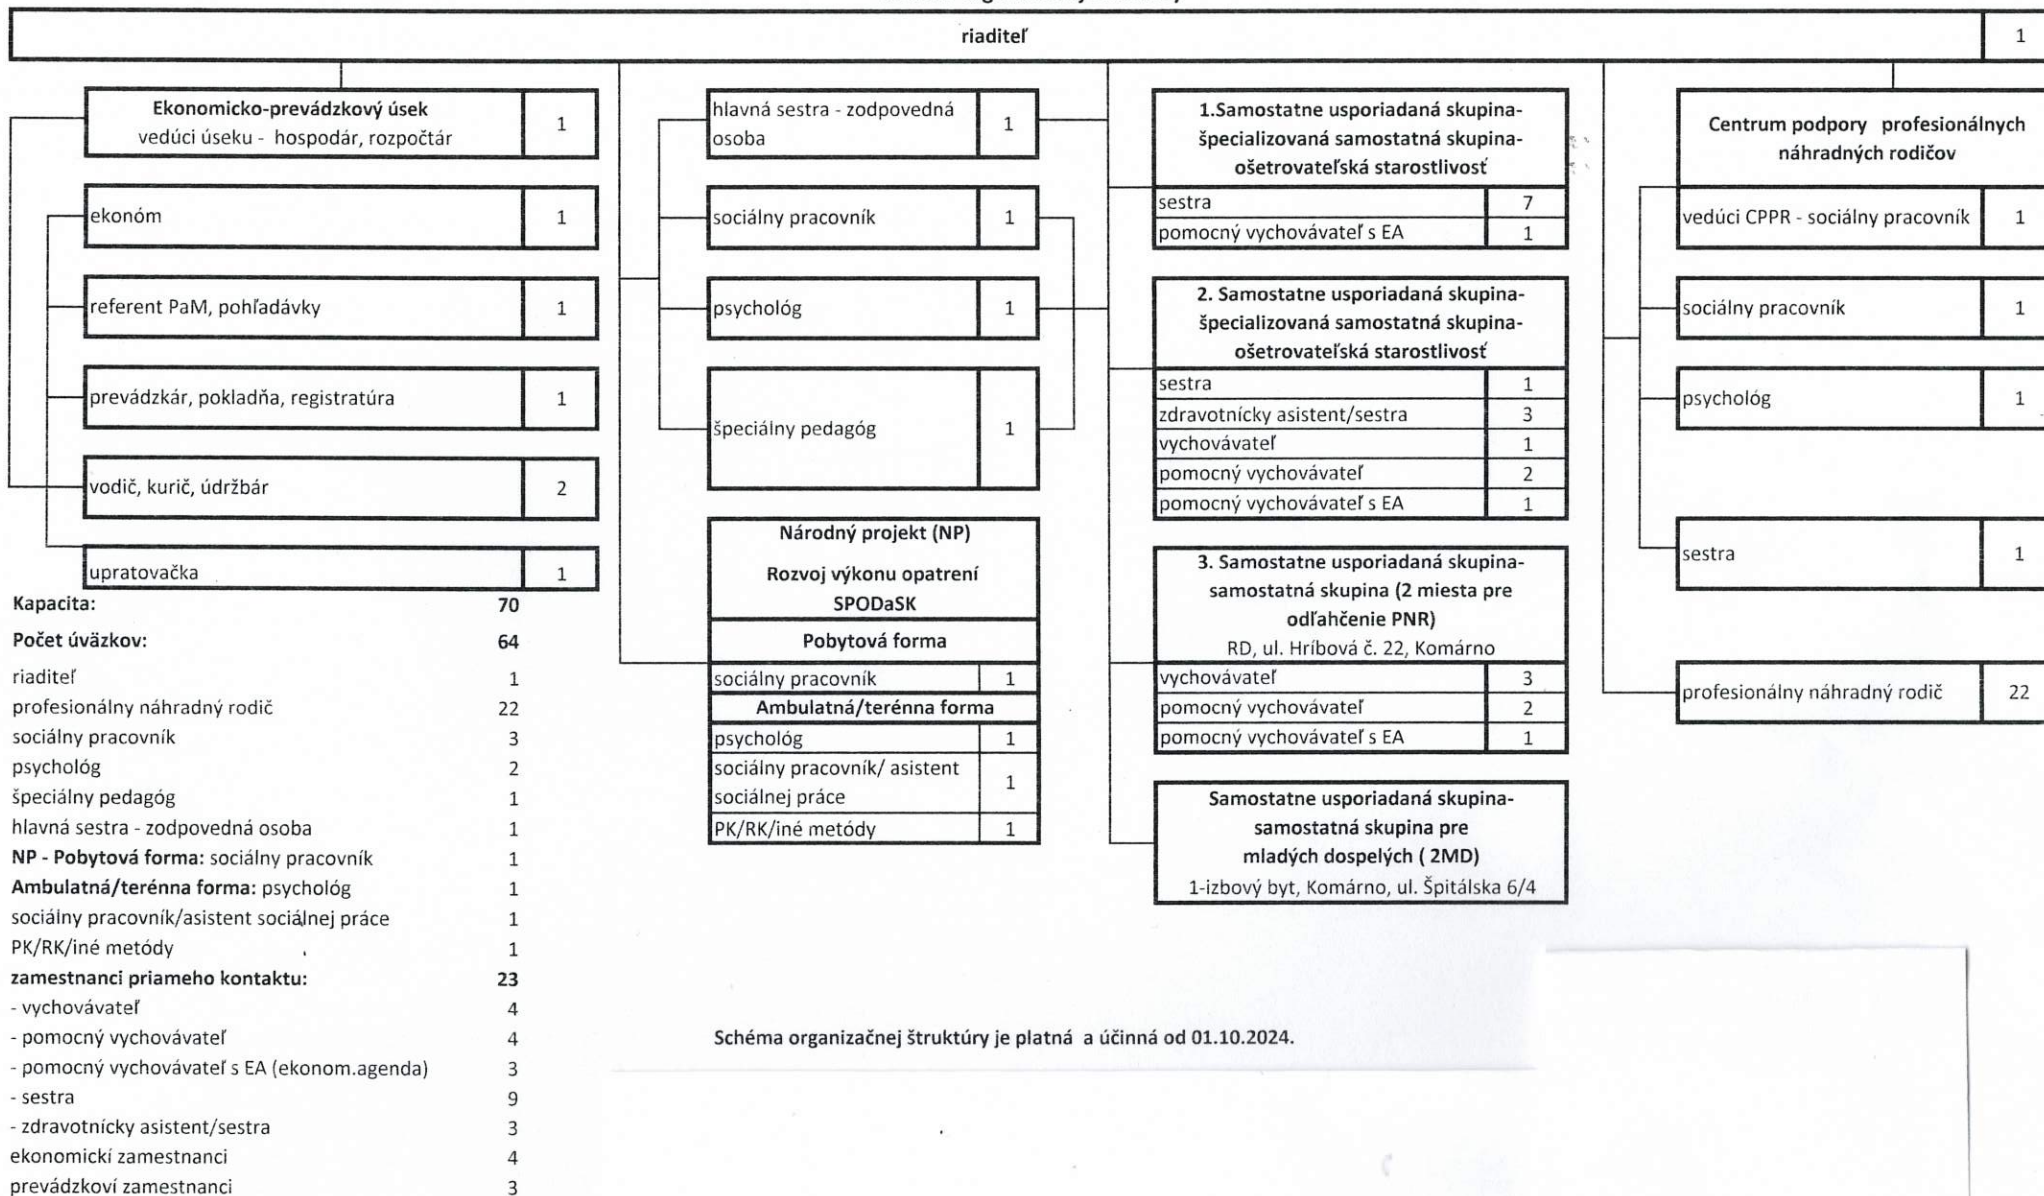 riaditeľ 1
Ekonomicko-prevádzkový úsek
vedúci úseku - hospodár, rozpočtár 1
ekonóm 1
referent PaM, pohľadávky 1
prevádzkár, pokladňa, registratúra 1
vodič, kurič, údržbár 2
upratovačka 1
hlavná sestra - zodpovedná
osoba 1
sociálny pracovník 1
psychológ 1
špeciálny pedagóg 1
Národný projekt (NP)
Rozvoj výkonu opatrení
SPODaSK
Pobytová forma
sociálny pracovník 1
Ambulatná/terénna forma
psychológ 1
sociálny pracovník/ asistent
sociálnej práce 1
PK/RK/iné metódy 1
1.Samostatne usporiadaná skupina-
špecializovaná samostatná skupina-
ošetrovateľská starostlivosť
sestra 7
pomocný vychovávateľ s EA 1
2. Samostatne usporiadaná skupina-
špecializovaná samostatná skupina-
ošetrovateľská starostlivosť
sestra 1
zdravotnícky asistent/sestra 3
vychovávateľ 1
pomocný vychovávateľ 2
pomocný vychovávateľ s EA 1
3. Samostatne usporiadaná skupina-
samostatná skupina (2 miesta pre
odľahčenie PNR)
RD, ul. Hríbová č. 22, Komárno
vychovávateľ 3
pomocný vychovávateľ 2
pomocný vychovávateľ s EA 1
Samostatne usporiadaná skupina-
samostatná skupina pre
mladých dospelých ( 2MD)
1-izbový byt, Komárno, ul. Špitálska 6/4
Centrum podpory profesionálnych
náhradných rodičov
vedúci CPPR - sociálny pracovník 1
sociálny pracovník 1
psychológ 1
sestra 1
profesionálny náhradný rodič 22
Kapacita: 70
Počet úväzkov: 64
riaditeľ 1
profesionálny náhradný rodič 22
sociálny pracovník 3
psychológ 2
špeciálny pedagóg 1
hlavná sestra - zodpovedná osoba 1
NP - Pobytová forma: sociálny pracovník 1
Ambulatná/terénna forma: psychológ 1
sociálny pracovník/asistent sociálnej práce 1
PK/RK/iné metódy 1
zamestnanci priameho kontaktu: 23
- vychovávateľ 4
- pomocný vychovávateľ 4
- pomocný vychovávateľ s EA (ekonom.agenda) 3
- sestra 9
- zdravotnícky asistent/sestra 3
ekonomickí zamestnanci 4
prevádzkoví zamestnanci 3
Schéma organizačnej štruktúry je platná a účinná od 01.10.2024.